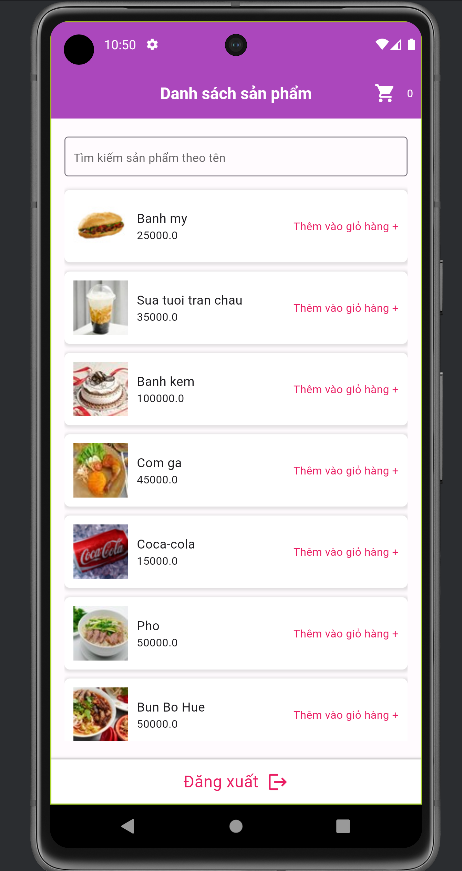 10:50
Danh sách sản phẩm
0
Tìm kiếm sản phẩm theo tên
Banh my
25000.0
Thêm vào giỏ hàng +
Sua tuoi tran chau
35000.0
Thêm vào giỏ hàng +
Banh kem
100000.0
Thêm vào giỏ hàng +
Com ga
45000.0
Thêm vào giỏ hàng +
Coca-Cola
Coca-cola
15000.0
Thêm vào giỏ hàng +
Pho
50000.0
Thêm vào giỏ hàng +
Bun Bo Hue
50000.0
Thêm vào giỏ hàng +
Đăng xuất